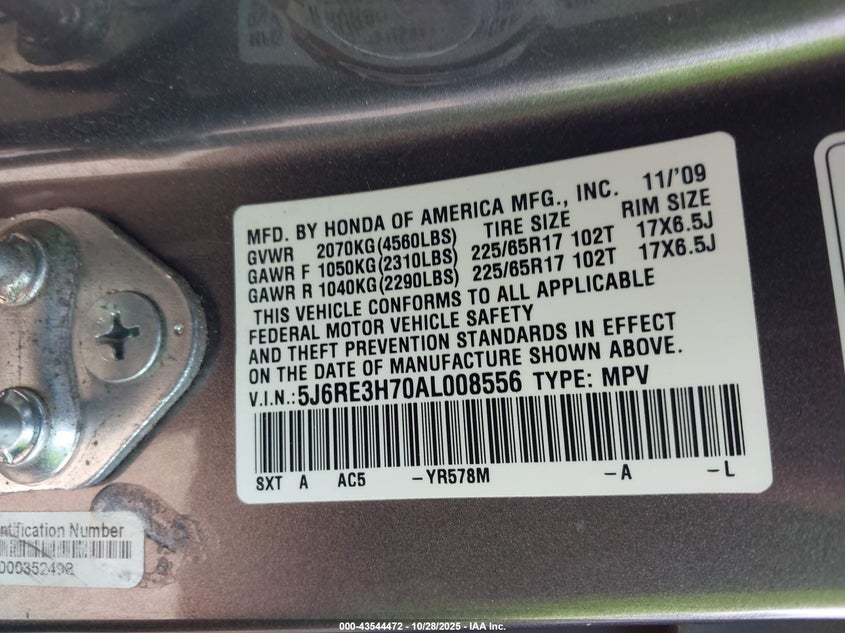 MFD. BY HONDA OF AMERICA MFG., INC. 11/'09
GVWR 2070KG(4560LBS) TIRE SIZE RIM SIZE
GAWR F 1050KG(2310LBS) 225/65R17 102T 17X6.5J
GAWR R 1040KG(2290LBS) 225/65R17 102T 17X6.5J
THIS VEHICLE CONFORMS TO ALL APPLICABLE
FEDERAL MOTOR VEHICLE SAFETY
AND THEFT PREVENTION STANDARDS IN EFFECT
ON THE DATE OF MANUFACTURE SHOWN ABOVE.
V.I.N.:5J6RE3H70AL008556 TYPE: MPV
SXT A AC5 -YR578M -A -L
ntification Number
000352498
000-43544472 - 10/28/2025 - IAA Inc.